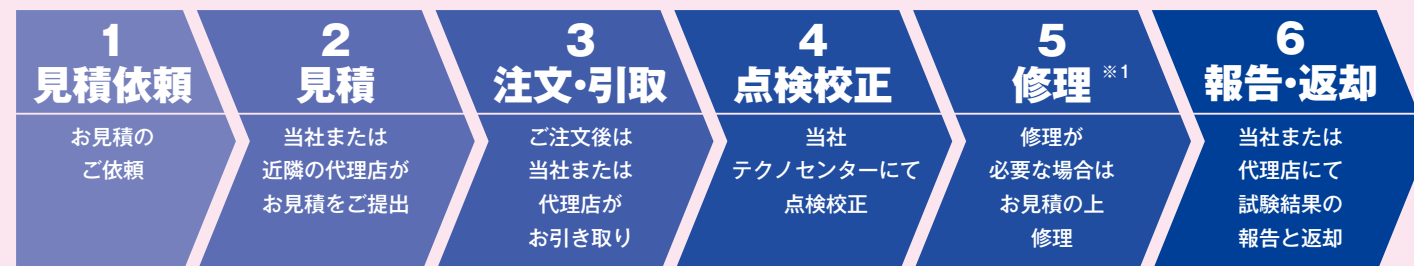 1
見積依頼
お見積の
ご依頼
2
見積
当社または
近隣の代理店が
お見積をご提出
3
注文・引取
ご注文後は
当社または
代理店が
お引き取り
4
点検校正
当社
テクノセンターにて
点検校正
5
修理 ※1
修理が
必要な場合は
お見積の上
修理
6
報告・返却
当社または
代理店にて
試験結果の
報告と返却